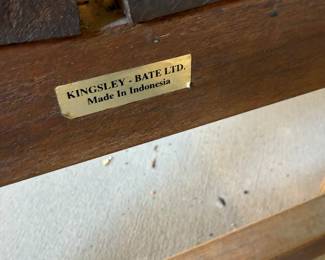 KINGSLEY - BATE LTD.
Made In Indonesia